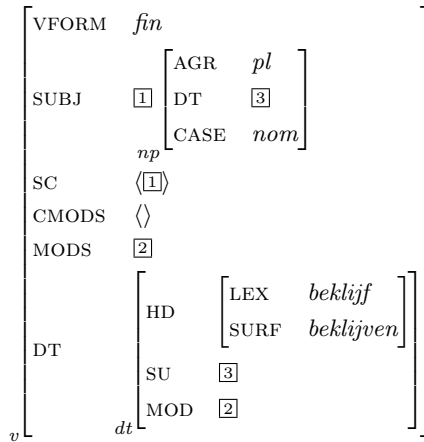 VFORM fin
AGR pl
SUBJ 1 DT 3
CASE nom
np
SC ⟨1⟩
CMODS ⟨⟩
MODS 2
HD LEX beklijf
SURF beklijven
DT
SU 3
MOD 2
v dt